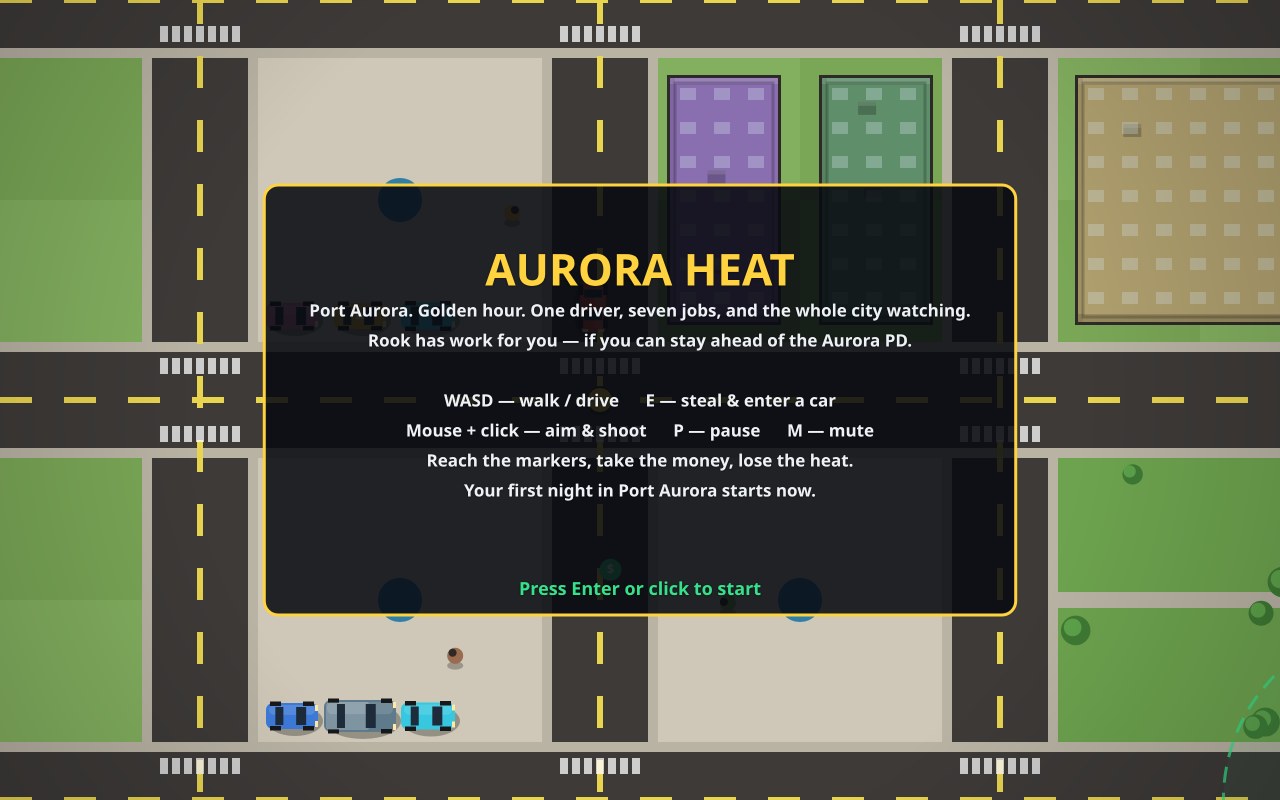 AURORA HEAT
Port Aurora. Golden hour. One driver, seven jobs, and the whole city watching.
Rook has work for you — if you can stay ahead of the Aurora PD.
WASD — walk / drive E — steal & enter a car
Mouse + click — aim & shoot P — pause M — mute
Reach the markers, take the money, lose the heat.
Your first night in Port Aurora starts now.
$
Press Enter or click to start